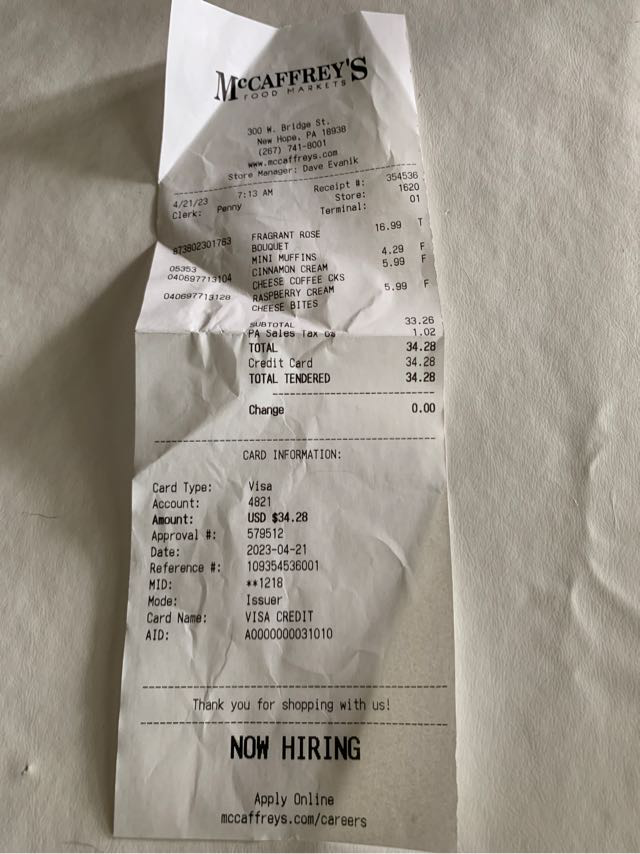 McCAFFREY'S
FOOD MARKETS
300 W. Bridge St.
New Hope, PA 18938
(267) 741-8001
www.mccaffreys.com
Store Manager: Dave Evanik
4/21/23 7:13 AM Receipt #: 354536
Clerk: Penny Store: 1620
Terminal: 01
873802301763 FRAGRANT ROSE 16.99 T
BOUQUET
05353 MINI MUFFINS 4.29 F
040697713104 CINNAMON CREAM 5.99 F
CHEESE COFFEE CKS
040697713128 RASPBERRY CREAM 5.99 F
CHEESE BITES
SUBTOTAL 33.26
PA Sales Tax 6% 1.02
TOTAL 34.28
Credit Card 34.28
TOTAL TENDERED 34.28
Change 0.00
CARD INFORMATION:
Card Type: Visa
Account: 4821
Amount: USD $34.28
Approval #: 579512
Date: 2023-04-21
Reference #: 109354536001
MID: **1218
Mode: Issuer
Card Name: VISA CREDIT
AID: A0000000031010
Thank you for shopping with us!
NOW HIRING
Apply Online
mccaffreys.com/careers